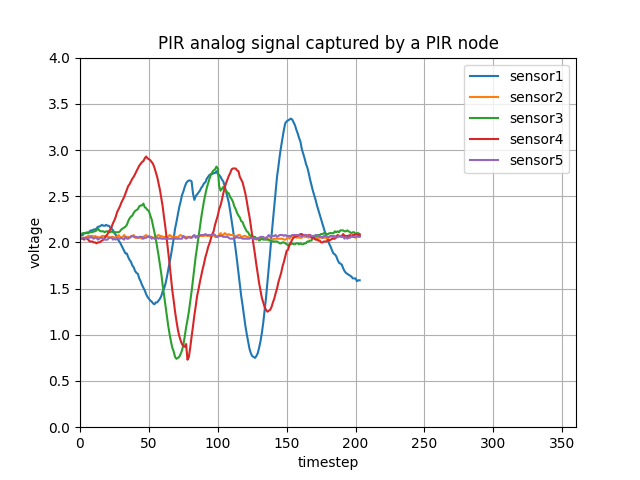 PIR analog signal captured by a PIR node
4.0
3.5
3.0
2.5
2.0
1.5
1.0
0.5
0.0
voltage
sensor1
sensor2
sensor3
sensor4
sensor5
0 50 100 150 200 250 300 350
timestep